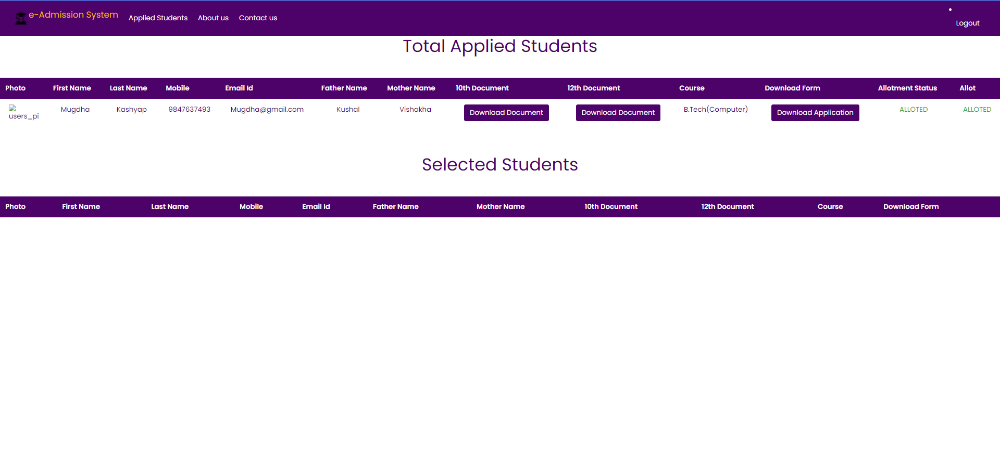 e-Admission System Applied Students About us Contact us Logout
Total Applied Students
Photo First Name Last Name Mobile Email Id Father Name Mother Name 10th Document 12th Document Course Download Form Allotment Status Allot
users_pi Mugdha Kashyap 9847637493 Mugdha@gmail.com Kushal Vishakha Download Document Download Document B.Tech(Computer) Download Application ALLOTED ALLOTED
Selected Students
Photo First Name Last Name Mobile Email Id Father Name Mother Name 10th Document 12th Document Course Download Form